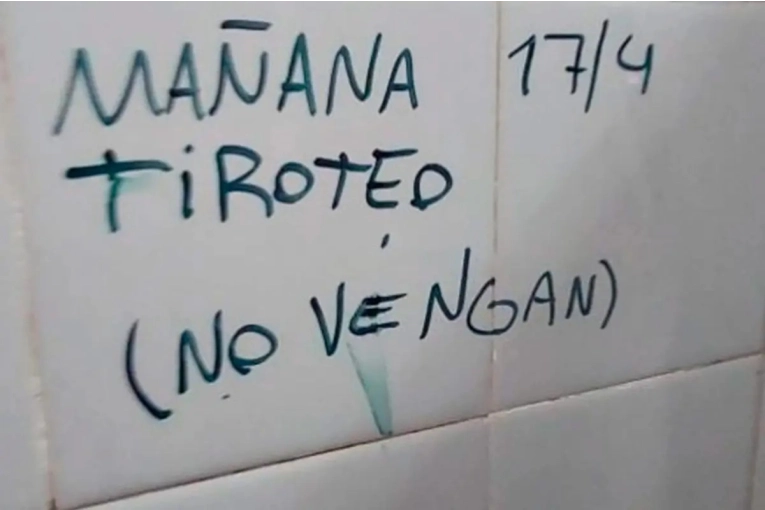 MAÑANA 17/4
TiROTEO
(NO VENGAN)